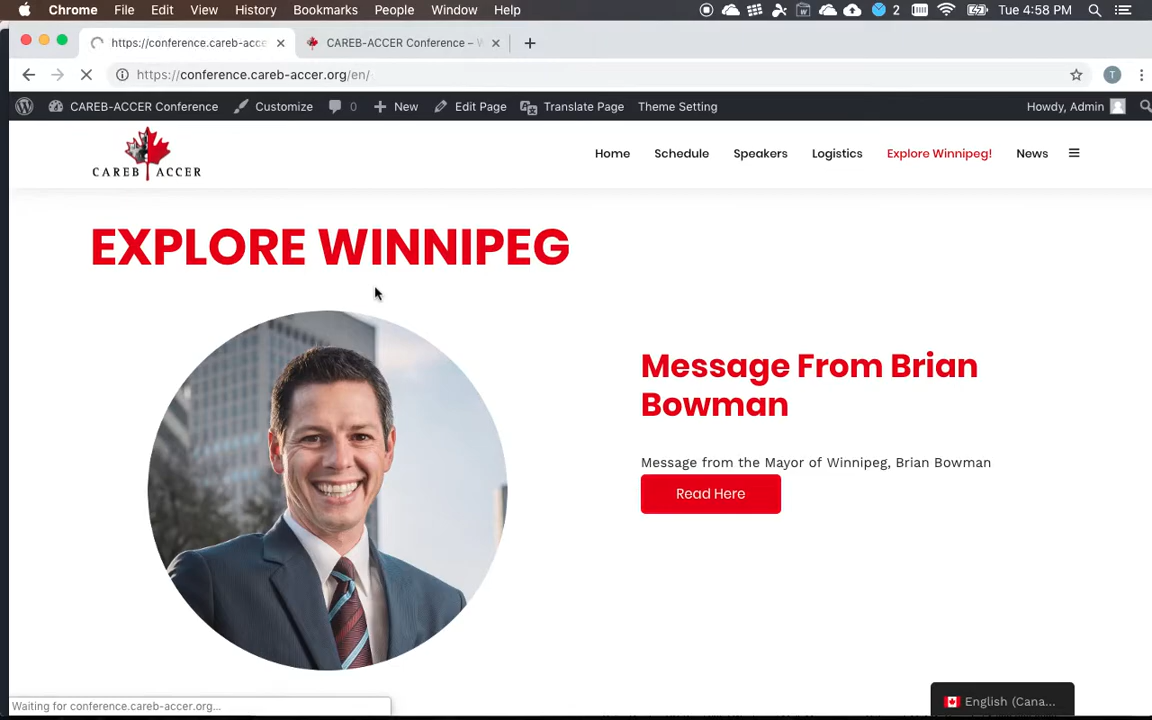 Chrome File Edit View History Bookmarks People Window Help 2 Tue 4:58 PM
https://conference.careb-acce CAREB-ACCER Conference – W
https://conference.careb-accer.org/en/
CAREB-ACCER Conference Customize 0 New Edit Page Translate Page Theme Setting Howdy, Admin
CAREB ACCER
Home Schedule Speakers Logistics Explore Winnipeg! News
EXPLORE WINNIPEG
Message From Brian
Bowman
Message from the Mayor of Winnipeg, Brian Bowman
Read Here
Waiting for conference.careb-accer.org...
English (Cana...